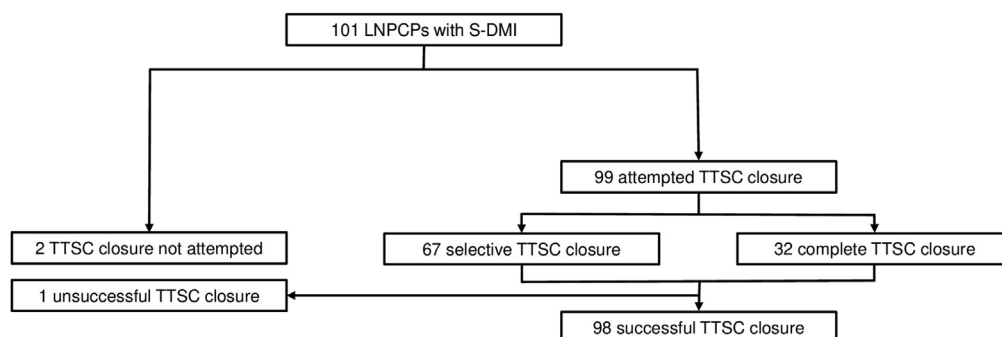 101 LNPCPs with S-DMI
99 attempted TTSC closure
2 TTSC closure not attempted
67 selective TTSC closure
32 complete TTSC closure
1 unsuccessful TTSC closure
98 successful TTSC closure